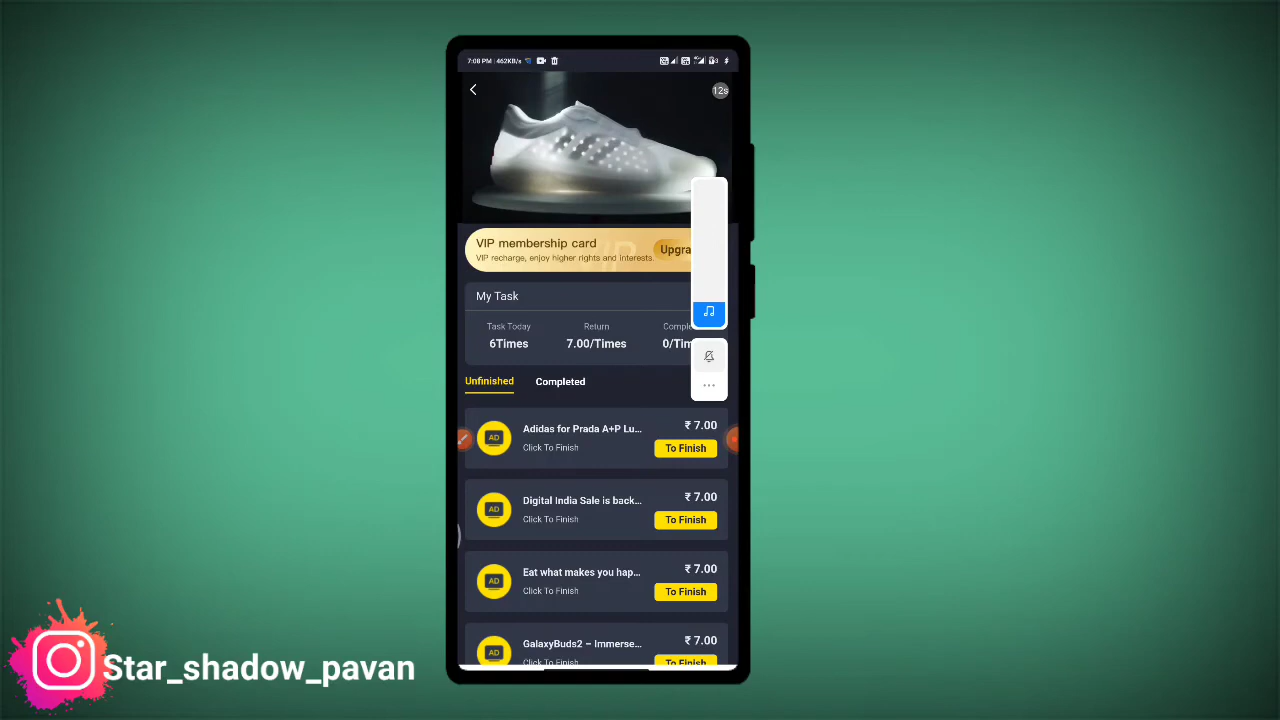 7:08 PM | 462KB/s
12s
VIP membership card
VIP recharge, enjoy higher rights and interests.
Upgra
My Task
Task Today
Return
Comple
6Times
7.00/Times
0/Tim
Unfinished
Completed
AD
Adidas for Prada A+P Lu...
₹ 7.00
Click To Finish
To Finish
AD
Digital India Sale is back...
₹ 7.00
Click To Finish
To Finish
AD
Eat what makes you hap...
₹ 7.00
Click To Finish
To Finish
AD
GalaxyBuds2 – Immerse...
₹ 7.00
Click To Finish
To Finish
Star_shadow_pavan